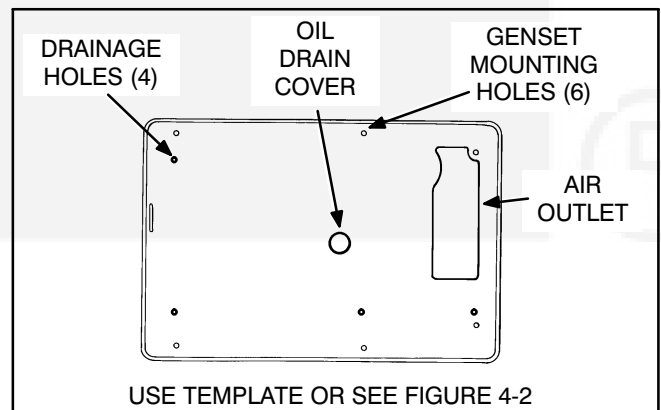 DRAINAGE
HOLES (4)
OIL
DRAIN
COVER
GENSET
MOUNTING
HOLES (6)
AIR
OUTLET
USE TEMPLATE OR SEE FIGURE 4-2